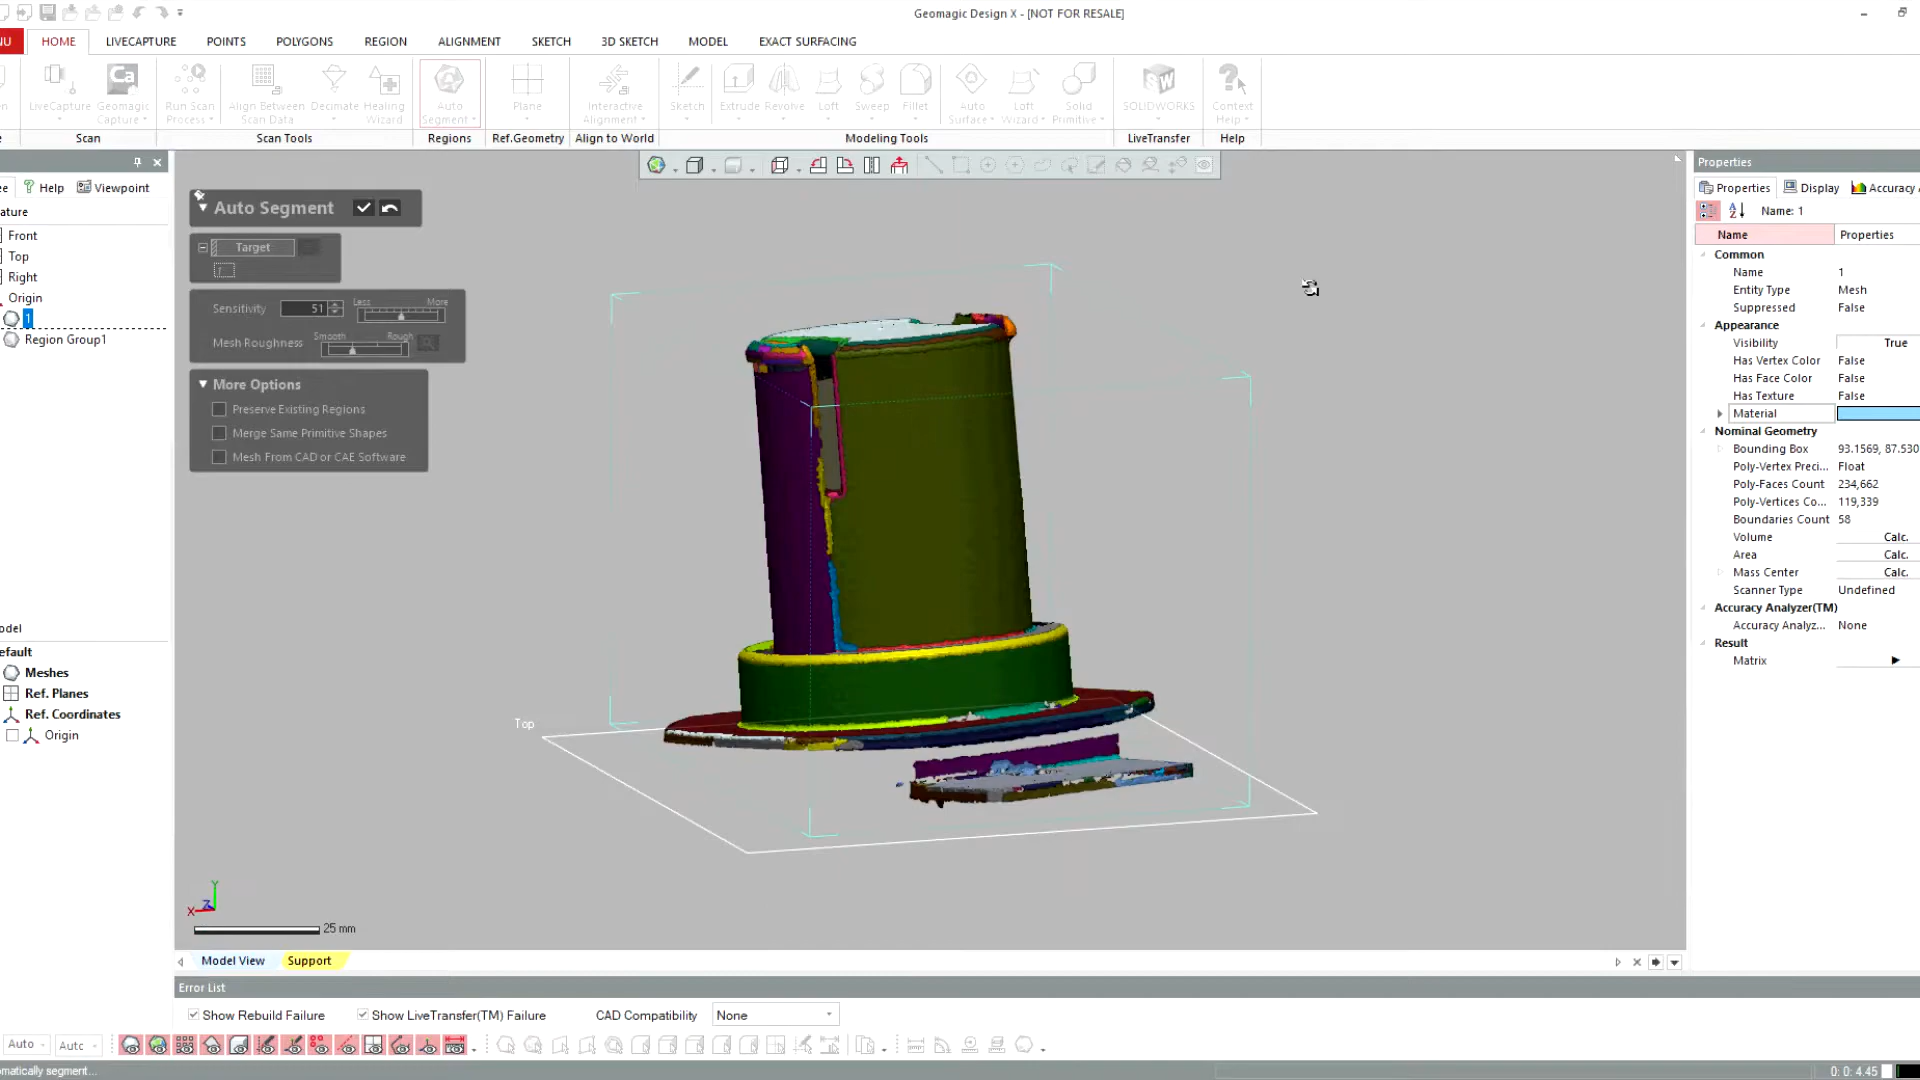 Geomagic Design X - [NOT FOR RESALE]
NU
HOME
LIVECAPTURE
POINTS
POLYGONS
REGION
ALIGNMENT
SKETCH
3D SKETCH
MODEL
EXACT SURFACING
LiveCapture
Geomagic Capture
Run Scan Process
Align Between Scan Data
Decimate
Healing Wizard
Auto Segment
Plane
Interactive Alignment
Sketch
Extrude
Revolve
Loft
Sweep
Fillet
Auto Surface
Loft Wizard
Solid Primitive
SOLIDWORKS
Context Help
Scan
Scan Tools
Regions
Ref.Geometry
Align to World
Modeling Tools
LiveTransfer
Help
ee
Help
Viewpoint
ature
Front
Top
Right
Origin
1
Region Group1
odel
efault
Meshes
Ref. Planes
Ref. Coordinates
Origin
Auto Segment
Target
Sensitivity
51
Less
More
Mesh Roughness
Smooth
Rough
More Options
Preserve Existing Regions
Merge Same Primitive Shapes
Mesh From CAD or CAE Software
Top
Y
X
Z
25 mm
Properties
Properties
Display
Accuracy
Name: 1
Name Properties
Common
Name 1
Entity Type Mesh
Suppressed False
Appearance
Visibility True
Has Vertex Color False
Has Face Color False
Has Texture False
Material
Nominal Geometry
Bounding Box 93.1569, 87.530
Poly-Vertex Preci... Float
Poly-Faces Count 234,662
Poly-Vertices Co... 119,339
Boundaries Count 58
Volume Calc.
Area Calc.
Mass Center Calc.
Scanner Type Undefined
Accuracy Analyzer(TM)
Accuracy Analyz... None
Result
Matrix
Model View
Support
Error List
Show Rebuild Failure
Show LiveTransfer(TM) Failure
CAD Compatibility
None
Auto
Autc
omatically segment...
0: 0: 4.45